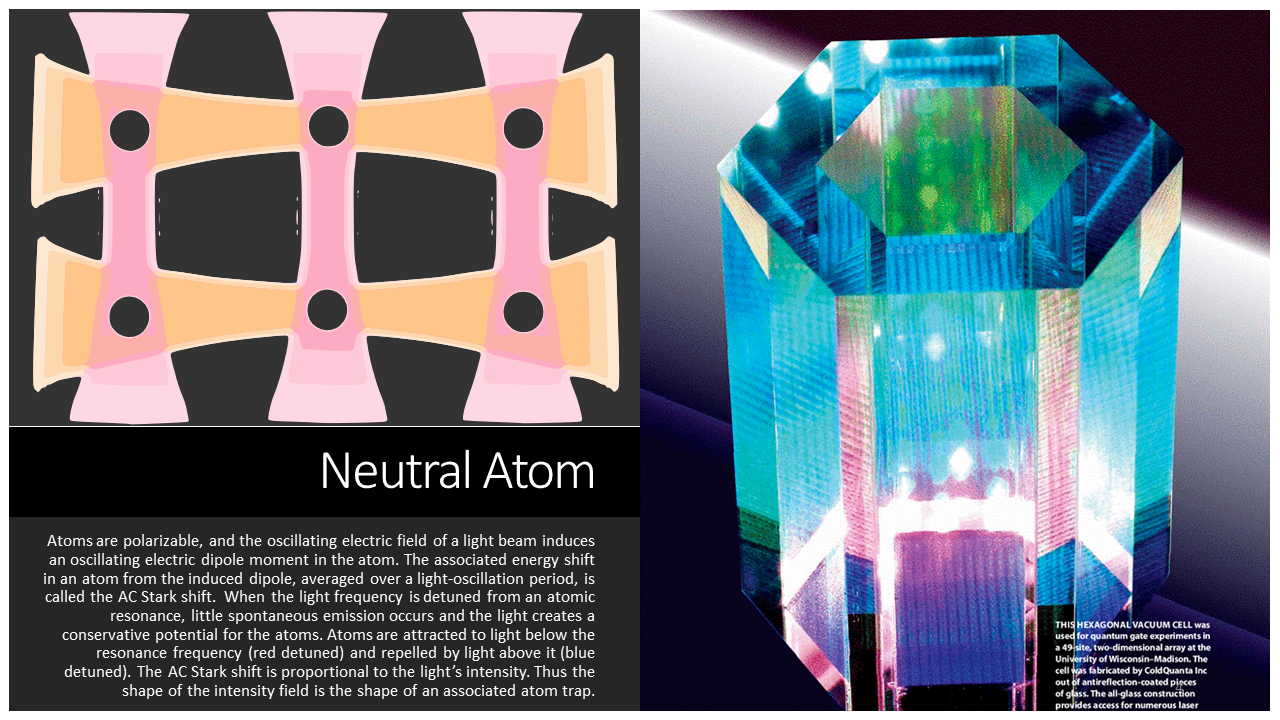 Neutral Atom
Atoms are polarizable, and the oscillating electric field of a light beam induces
an oscillating electric dipole moment in the atom. The associated energy shift
in an atom from the induced dipole, averaged over a light-oscillation period, is
called the AC Stark shift. When the light frequency is detuned from an atomic
resonance, little spontaneous emission occurs and the light creates a
conservative potential for the atoms. Atoms are attracted to light below the
resonance frequency (red detuned) and repelled by light above it (blue
detuned). The AC Stark shift is proportional to the light's intensity. Thus the
shape of the intensity field is the shape of an associated atom trap.
THIS HEXAGONAL VACUUM CELL was
used for quantum gate experiments in
a 49-site, two-dimensional array at the
University of Wisconsin–Madison. The
cell was fabricated by ColdQuanta Inc
out of antireflection-coated pieces
of glass. The all-glass construction
provides access for numerous laser